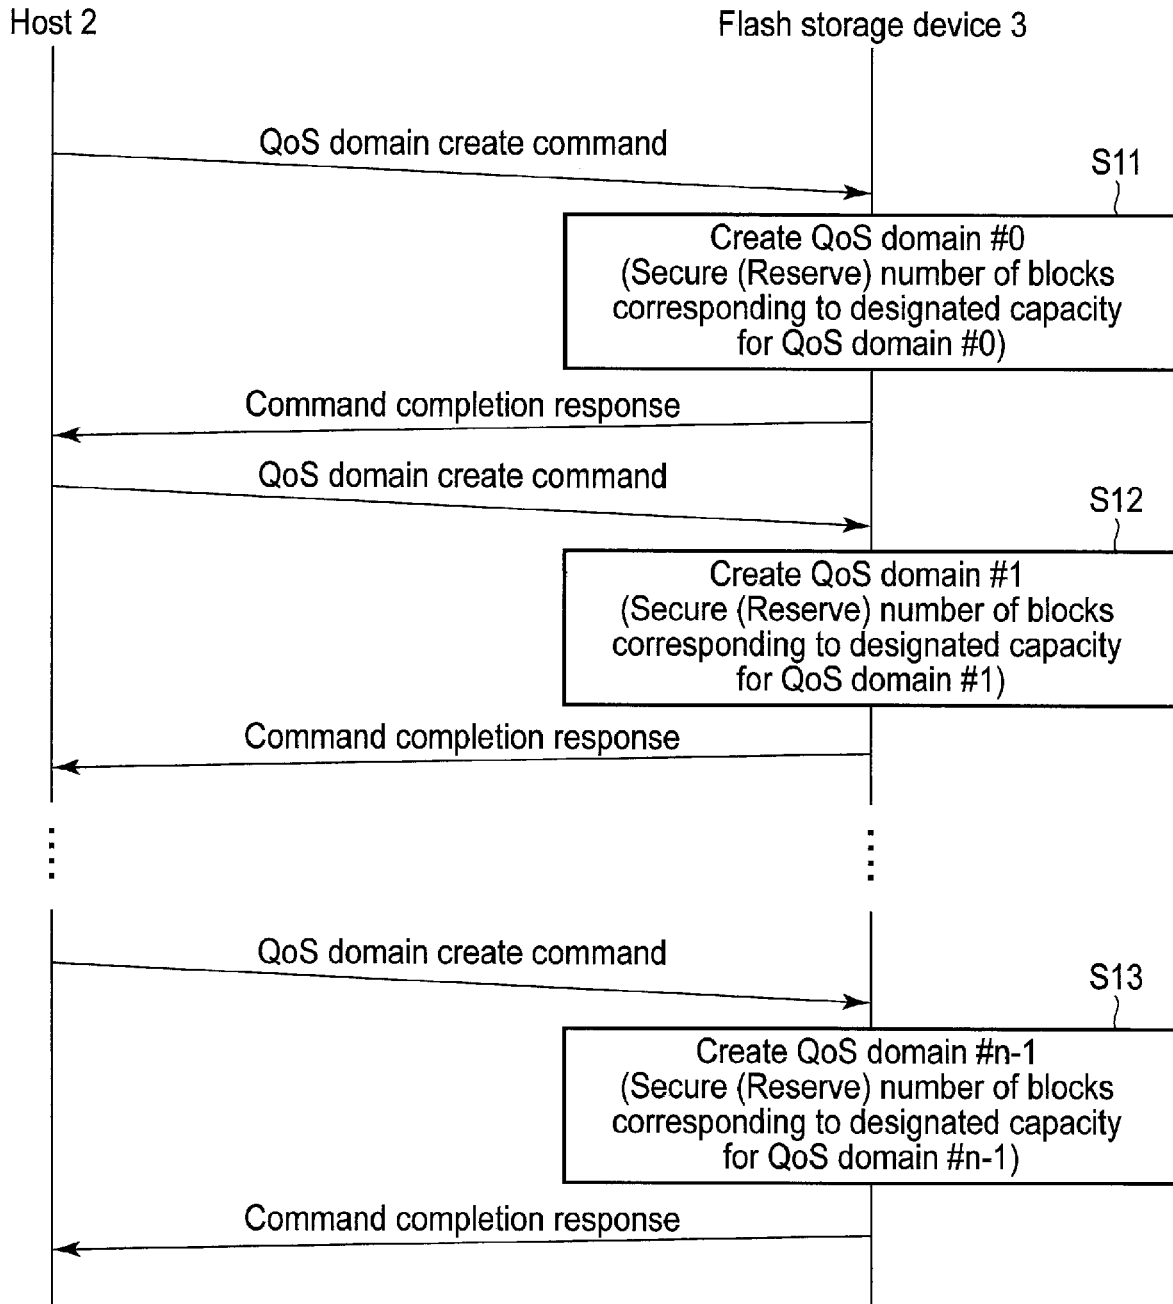 Host 2
Flash storage device 3
QoS domain create command
S11
Create QoS domain #0
(Secure (Reserve) number of blocks
corresponding to designated capacity
for QoS domain #0)
Command completion response
QoS domain create command
S12
Create QoS domain #1
(Secure (Reserve) number of blocks
corresponding to designated capacity
for QoS domain #1)
Command completion response
QoS domain create command
S13
Create QoS domain #n-1
(Secure (Reserve) number of blocks
corresponding to designated capacity
for QoS domain #n-1)
Command completion response